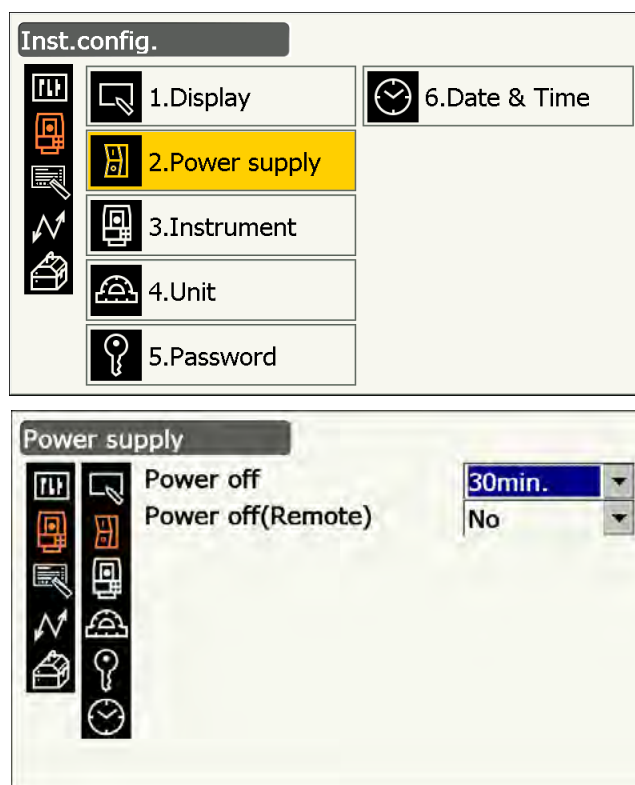 Inst.config.
1.Display
6.Date & Time
2.Power supply
3.Instrument
4.Unit
5.Password
Power supply
Power off 30min.
Power off(Remote) No